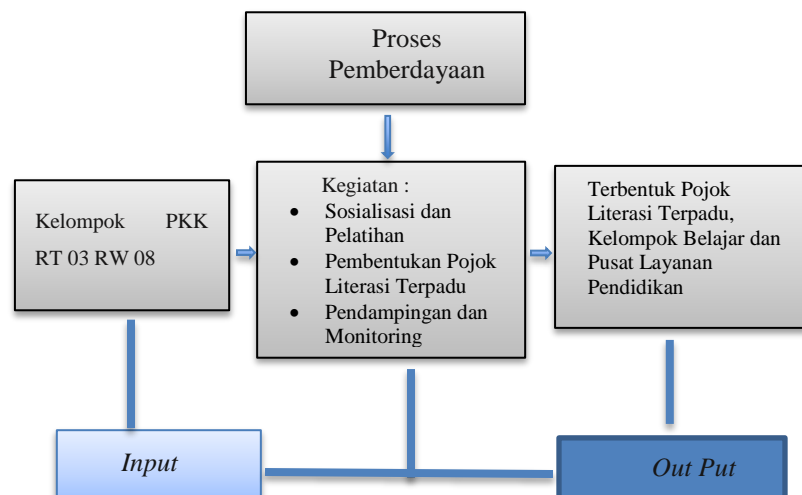 Proses
Pemberdayaan
Kelompok PKK
RT 03 RW 08
Kegiatan :
• Sosialisasi dan
Pelatihan
• Pembentukan Pojok
Literasi Terpadu
• Pendampingan dan
Monitoring
Terbentuk Pojok
Literasi Terpadu,
Kelompok Belajar dan
Pusat Layanan
Pendidikan
Input
Out Put